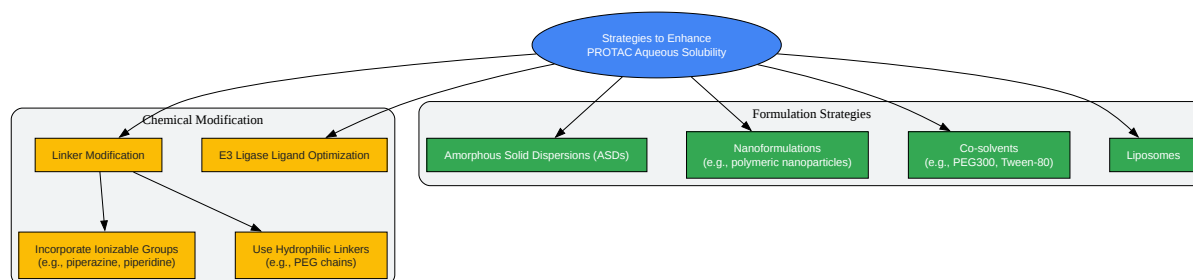 Strategies to Enhance
PROTAC Aqueous Solubility
Chemical Modification
Formulation Strategies
Linker Modification
E3 Ligase Ligand Optimization
Amorphous Solid Dispersions (ASDs)
Nanoformulations
(e.g., polymeric nanoparticles)
Co-solvents
(e.g., PEG300, Tween-80)
Liposomes
Incorporate Ionizable Groups
(e.g., piperazine, piperidine)
Use Hydrophilic Linkers
(e.g., PEG chains)